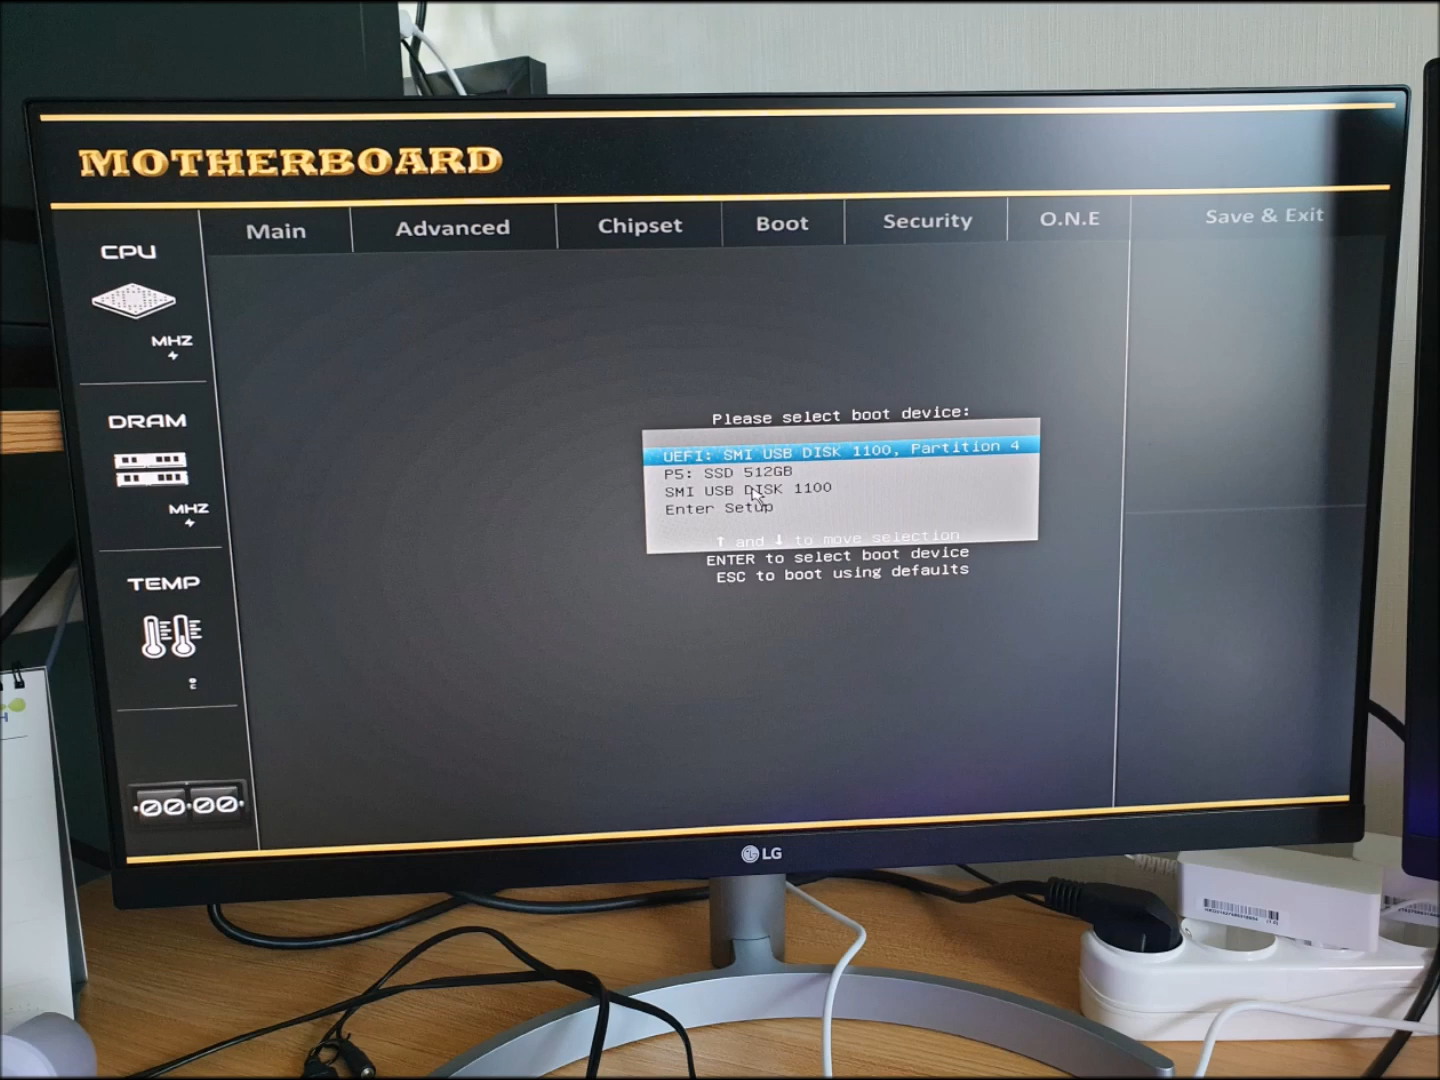 MOTHERBOARD
Main Advanced Chipset Boot Security O.N.E Save & Exit
CPU
MHZ
DRAM
MHZ
TEMP
°C
00:00
Please select boot device:
UEFI: SMI USB DISK 1100, Partition 4
P5: SSD 512GB
SMI USB DISK 1100
Enter Setup
↑ and ↓ to move selection
ENTER to select boot device
ESC to boot using defaults
LG